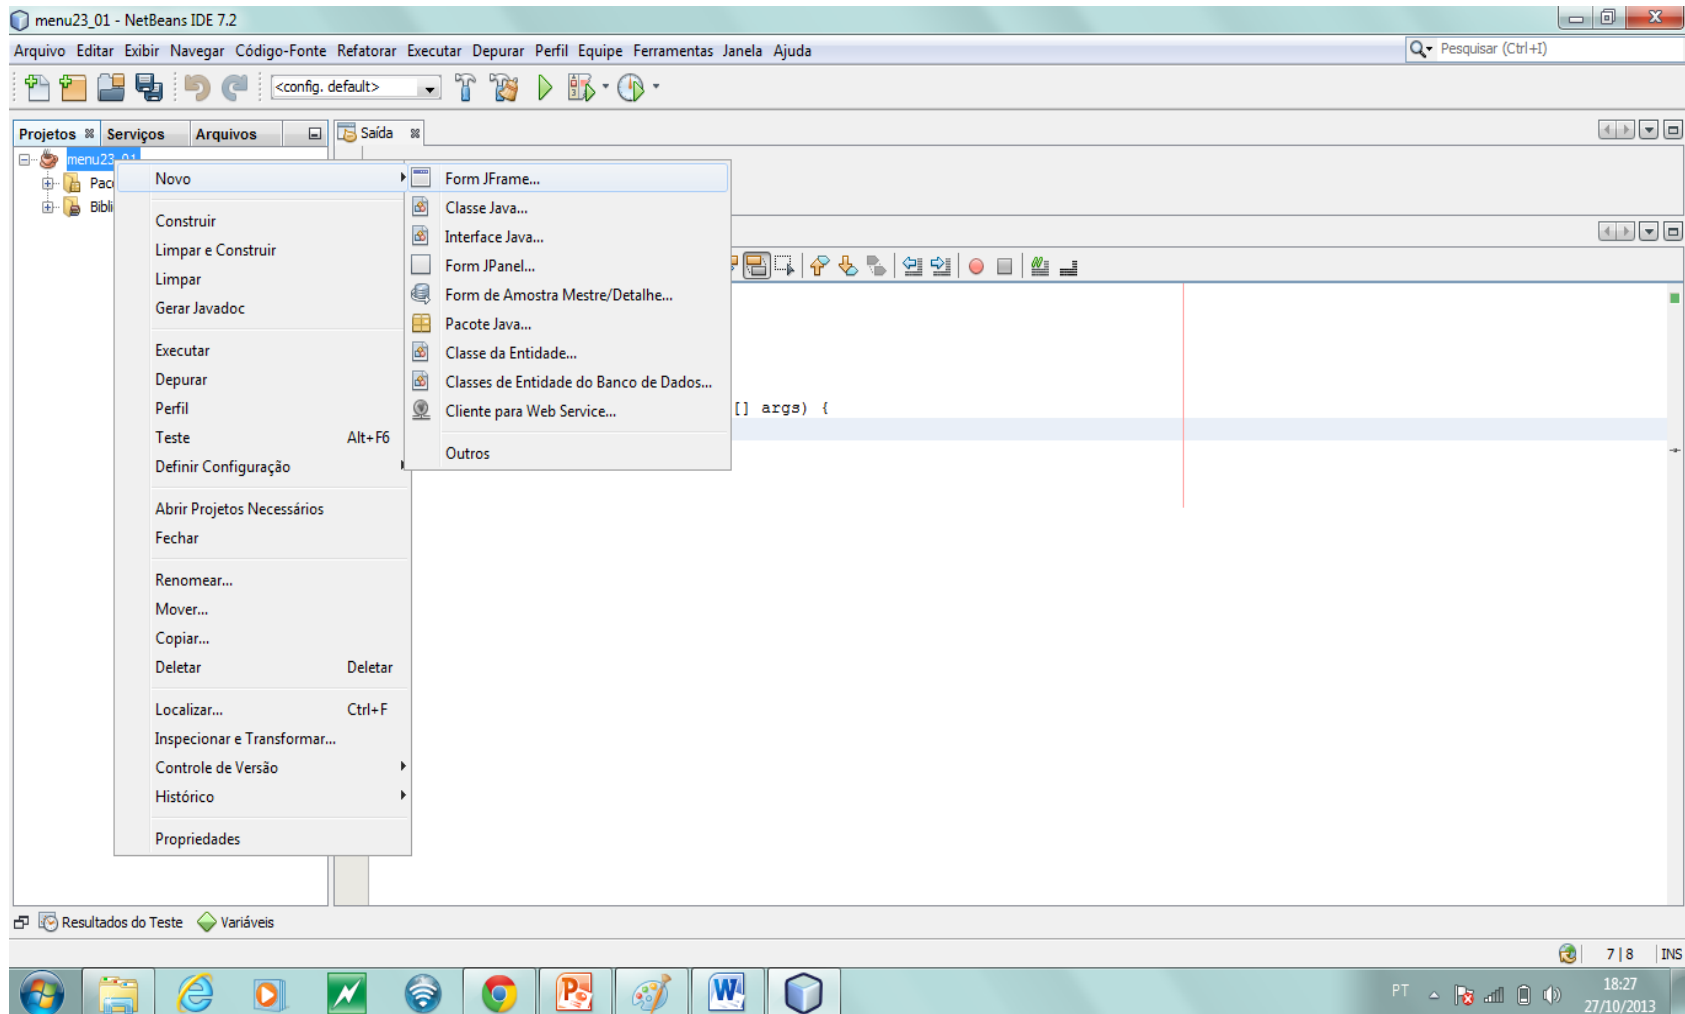 menu23_01 - NetBeans IDE 7.2
Arquivo Editar Exibir Navegar Código-Fonte Refatorar Executar Depurar Perfil Equipe Ferramentas Janela Ajuda
Pesquisar (Ctrl+I)
<config. default>
Projetos Serviços Arquivos
Saída
menu23_01
Pac
Bibli
Novo
Construir
Limpar e Construir
Limpar
Gerar Javadoc
Executar
Depurar
Perfil
Teste Alt+F6
Definir Configuração
Abrir Projetos Necessários
Fechar
Renomear...
Mover...
Copiar...
Deletar Deletar
Localizar... Ctrl+F
Inspecionar e Transformar...
Controle de Versão
Histórico
Propriedades
Form JFrame...
Classe Java...
Interface Java...
Form JPanel...
Form de Amostra Mestre/Detalhe...
Pacote Java...
Classe da Entidade...
Classes de Entidade do Banco de Dados...
Cliente para Web Service...
Outros
[] args) {
Resultados do Teste Variáveis
7|8 INS
PT
18:27
27/10/2013